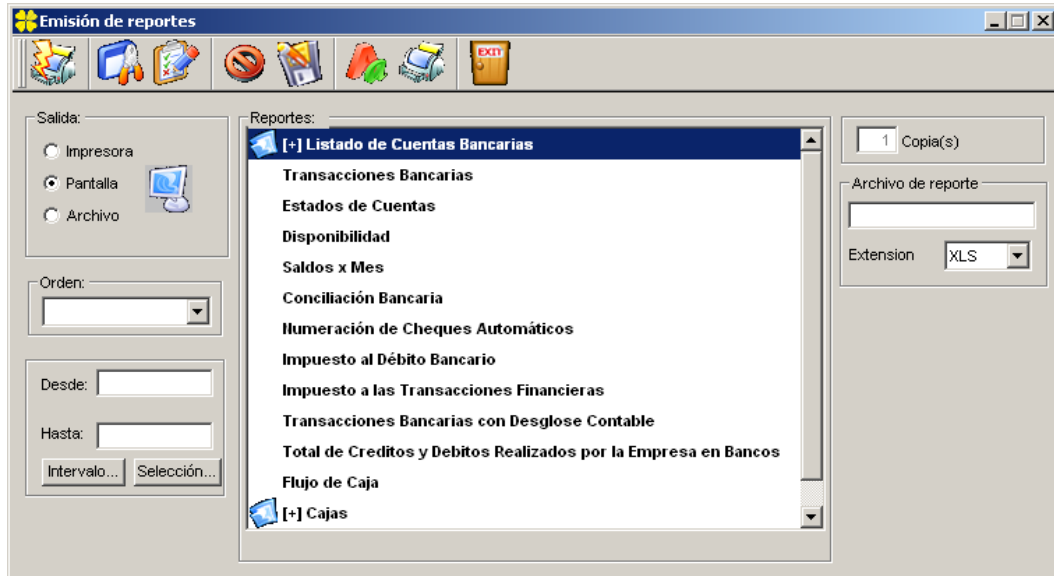 Emisión de reportes
EXIT
Salida:
Impresora
Pantalla
Archivo
Orden:
Desde:
Hasta:
Intervalo... Selección...
Reportes:
[+] Listado de Cuentas Bancarias
Transacciones Bancarias
Estados de Cuentas
Disponibilidad
Saldos x Mes
Conciliación Bancaria
Numeración de Cheques Automáticos
Impuesto al Débito Bancario
Impuesto a las Transacciones Financieras
Transacciones Bancarias con Desglose Contable
Total de Creditos y Debitos Realizados por la Empresa en Bancos
Flujo de Caja
[+] Cajas
1 Copia(s)
Archivo de reporte
Extension XLS